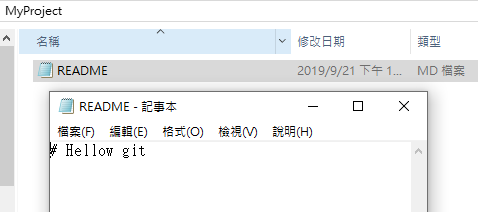 MyProject
名稱 修改日期 類型
README 2019/9/21 下午 1... MD 檔案
README - 記事本
檔案(F) 編輯(E) 格式(O) 檢視(V) 說明(H)
# Hellow git